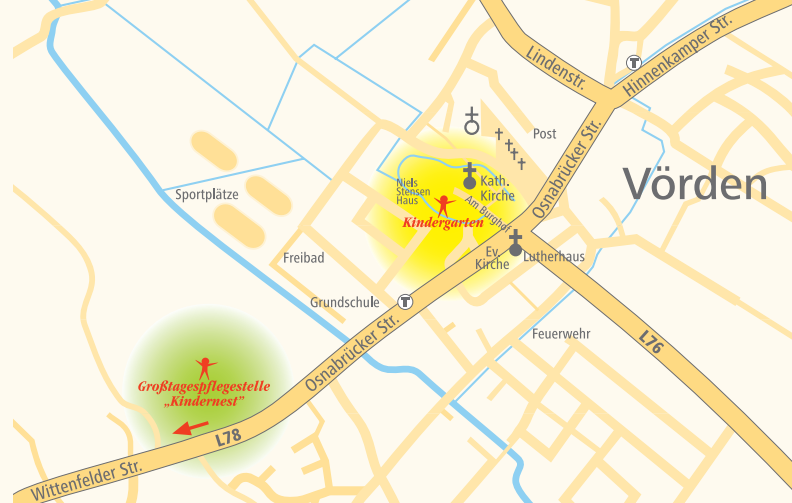 Lindenstr.
Hinnenkamper Str.
T
Post
Vörden
Osnabrücker Str.
Niels
Stensen
Haus
Kath.
Kirche
Am Burghof
Kindergarten
Sportplätze
Ev.
Kirche
Lutherhaus
Freibad
Grundschule
T
Feuerwehr
L76
Osnabrücker Str.
Großtagespflegestelle
„Kindernest”
L78
Wittenfelder Str.